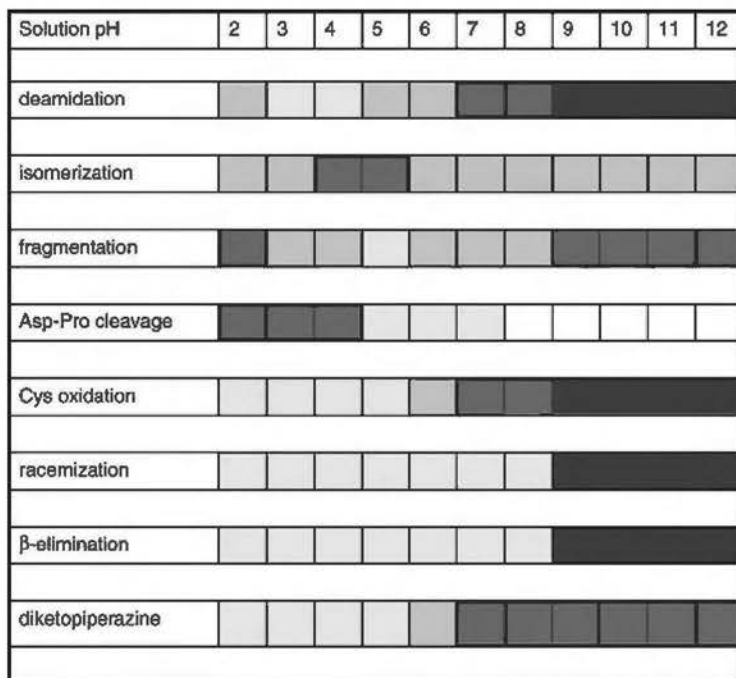 Solution pH 2 3 4 5 6 7 8 9 10 11 12
deamidation
isomerization
fragmentation
Asp-Pro cleavage
Cys oxidation
racemization
β-elimination
diketopiperazine